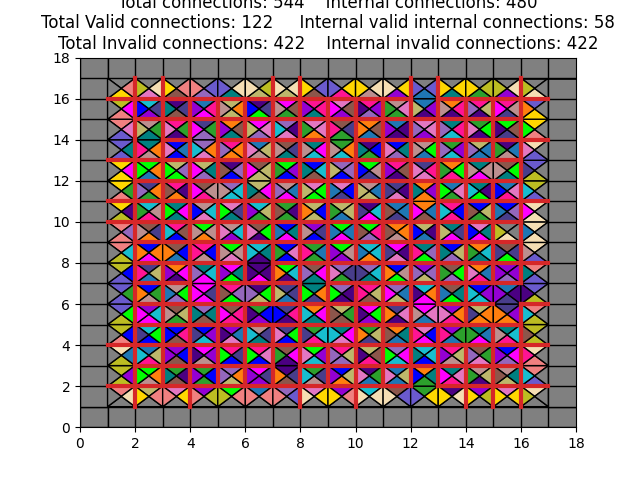 Total connections: 544    Internal connections: 480
Total Valid connections: 122    Internal valid internal connections: 58
Total Invalid connections: 422    Internal invalid connections: 422
18
16
14
12
10
8
6
4
2
0
0 2 4 6 8 10 12 14 16 18